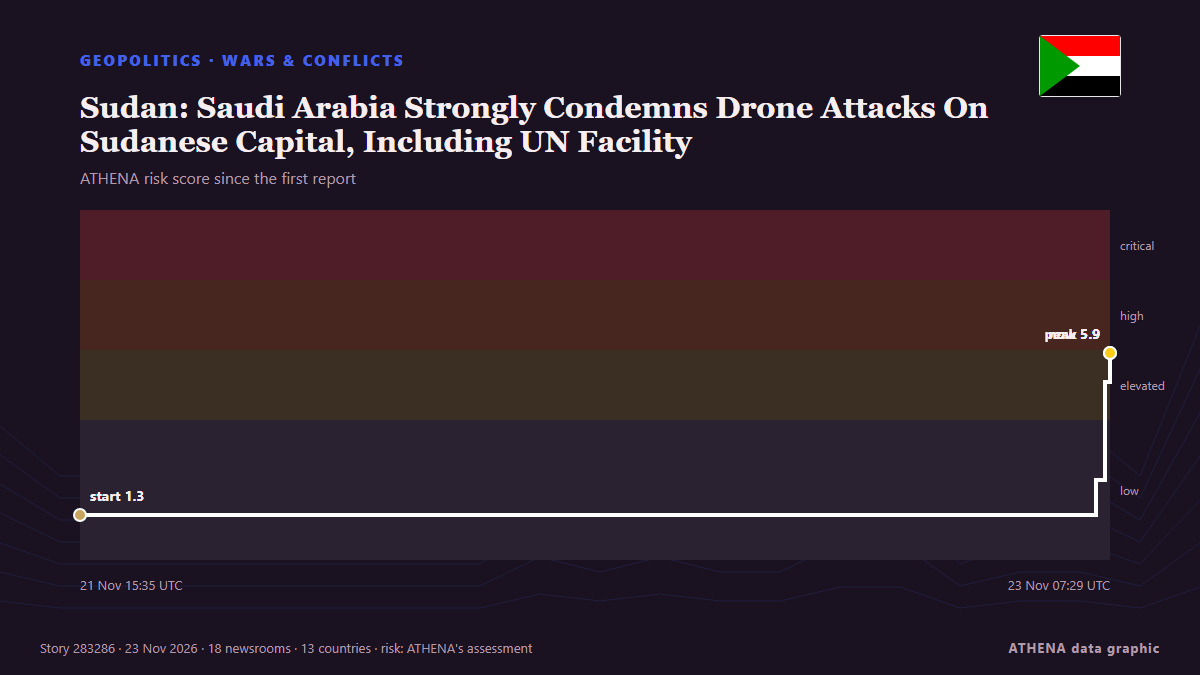 GEOPOLITICS · WARS & CONFLICTS
Sudan: Saudi Arabia Strongly Condemns Drone Attacks On
Sudanese Capital, Including UN Facility
ATHENA risk score since the first report
critical
high
5.9
elevated
start 1.3
low
21 Nov 15:35 UTC
23 Nov 07:29 UTC
Story 283286 · 23 Nov 2026 · 18 newsrooms · 13 countries · risk: ATHENA's assessment
ATHENA data graphic